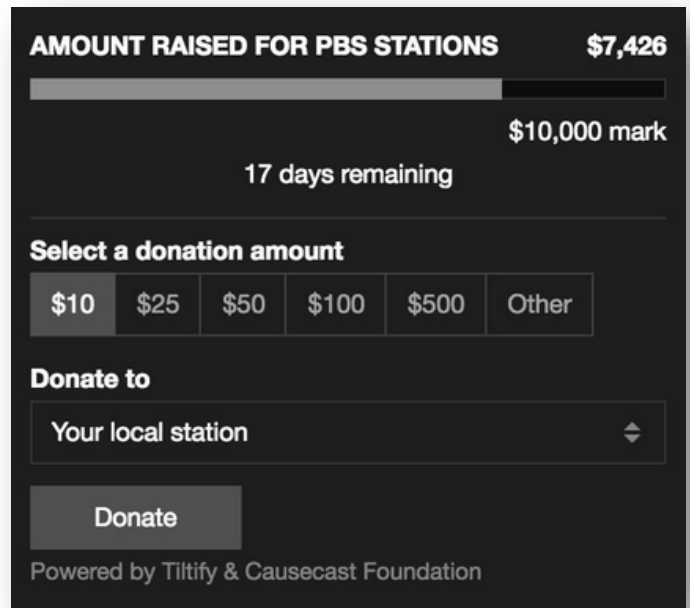 AMOUNT RAISED FOR PBS STATIONS $7,426
$10,000 mark
17 days remaining
Select a donation amount
$10 $25 $50 $100 $500 Other
Donate to
Your local station
Donate
Powered by Tiltify & Causecast Foundation